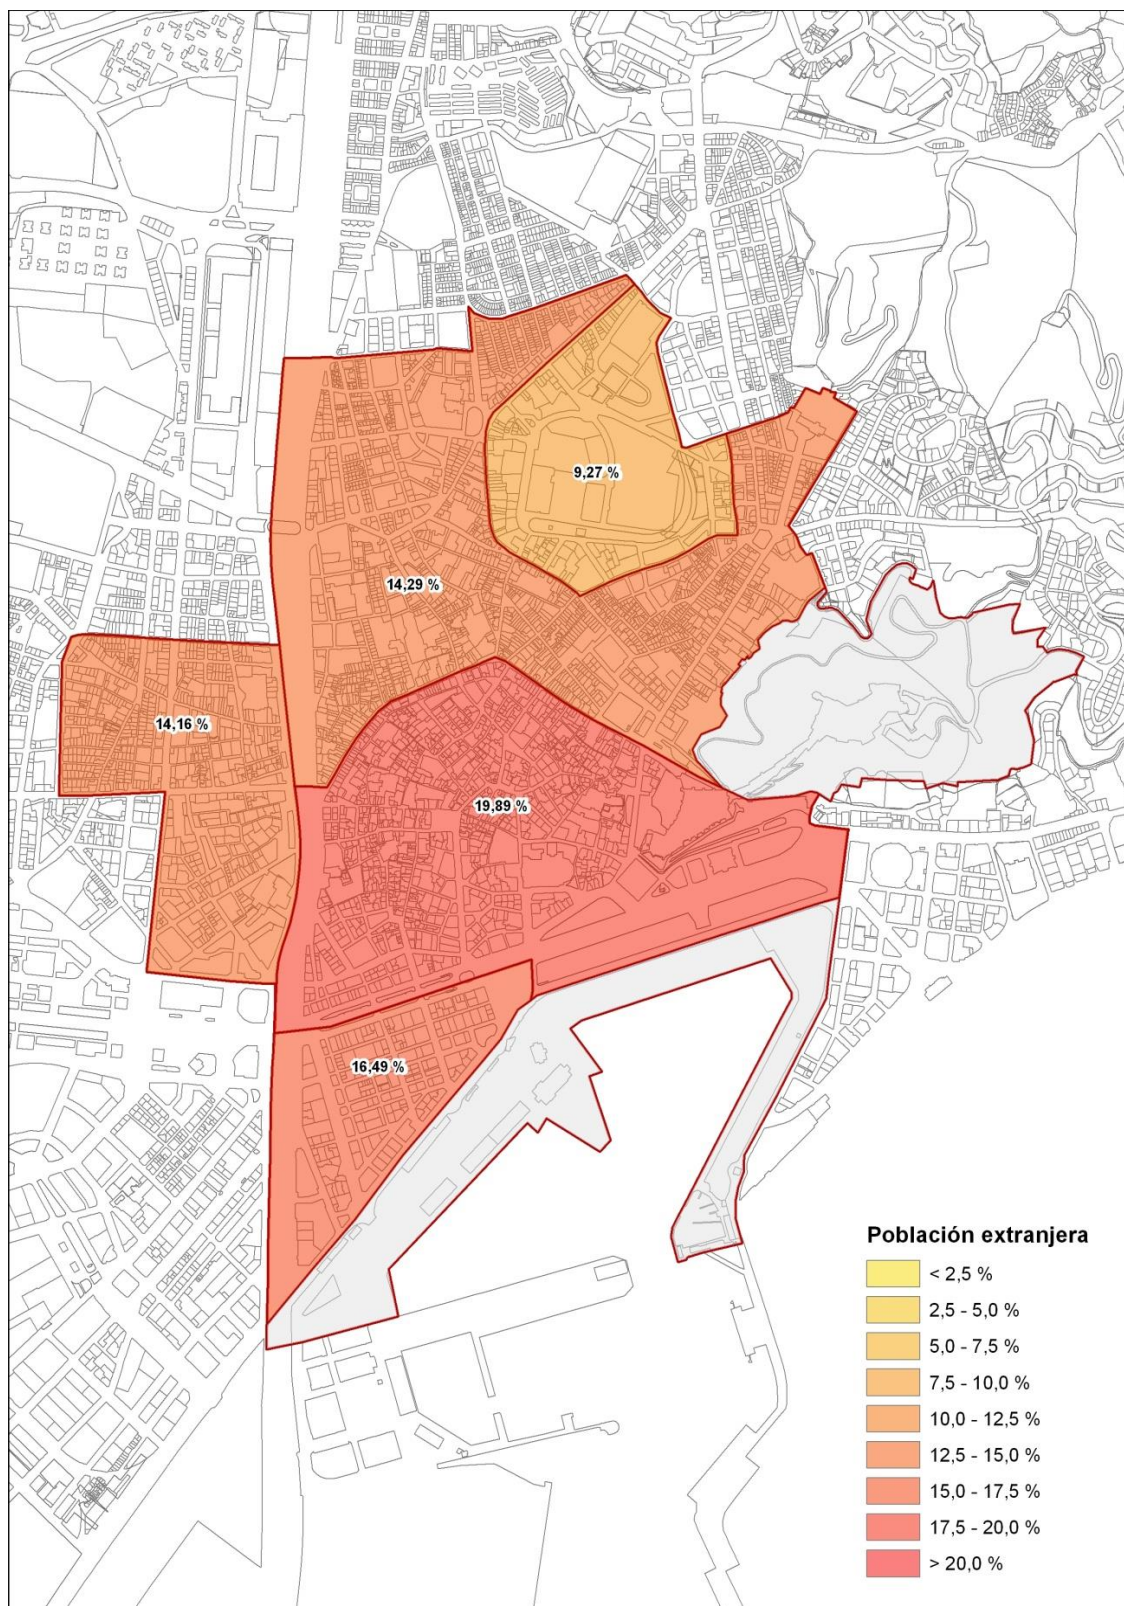 9,27 %
14,29 %
14,16 %
19,89 %
16,49 %
Población extranjera
< 2,5 %
2,5 - 5,0 %
5,0 - 7,5 %
7,5 - 10,0 %
10,0 - 12,5 %
12,5 - 15,0 %
15,0 - 17,5 %
17,5 - 20,0 %
> 20,0 %